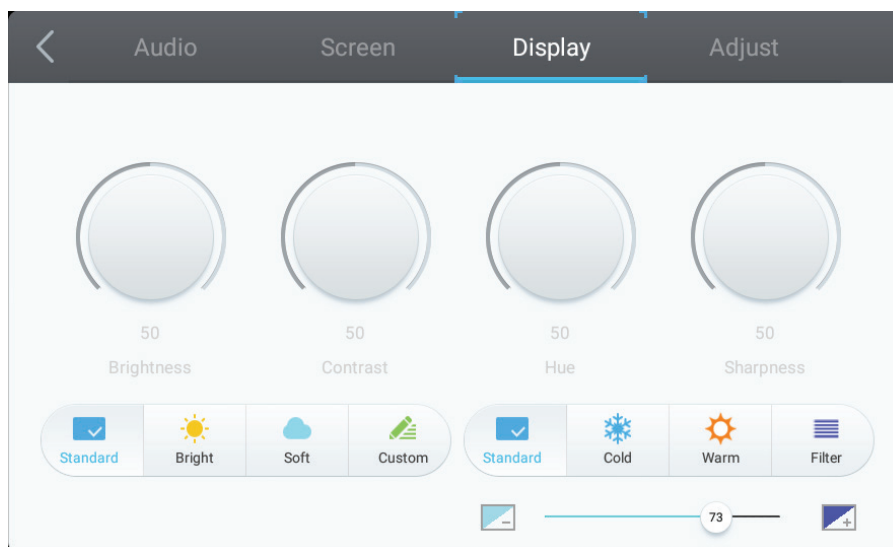 Audio Screen Display Adjust
50 50 50 50
Brightness Contrast Hue Sharpness
Standard Bright Soft Custom Standard Cold Warm Filter
73